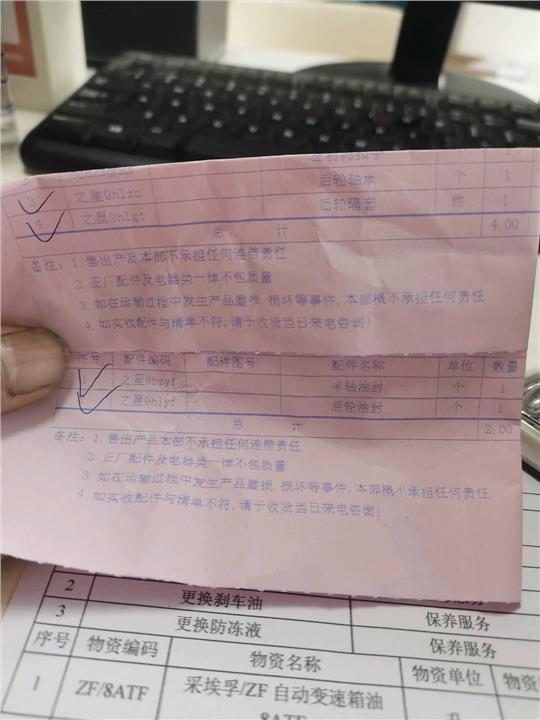 3 之星9hlzc 后轮轴承 个 1
4 之星9hlgt 后轮隔套 件 1
总 计 4.00
备注：1. 售出产品本部不承担任何连带责任
2. 正厂配件及电器类一律不包质量
3. 如在运输过程中发生产品磨损.损坏等事件,本部概不承担任何责任
4. 如实收配件与清单不符,请于收货当日来电咨询!
序号 配件编码 配件图号 配件名称 单位 数量
之星9bzyf 半轴油封 个 1
之星9hlyf 后轮油封 个 1
总 计 2.00
备注：1. 售出产品本部不承担任何连带责任
2. 正厂配件及电器类一律不包质量
3. 如在运输过程中发生产品磨损.损坏等事件,本部概不承担任何责任
4. 如实收配件与清单不符,请于收货当日来电咨询!
2 更换刹车油
3 更换防冻液 保养服务
序号 物资编码 物资名称 物资单位 物资
1 ZF/8ATF 采埃孚/ZF 自动变速箱油
8ATF